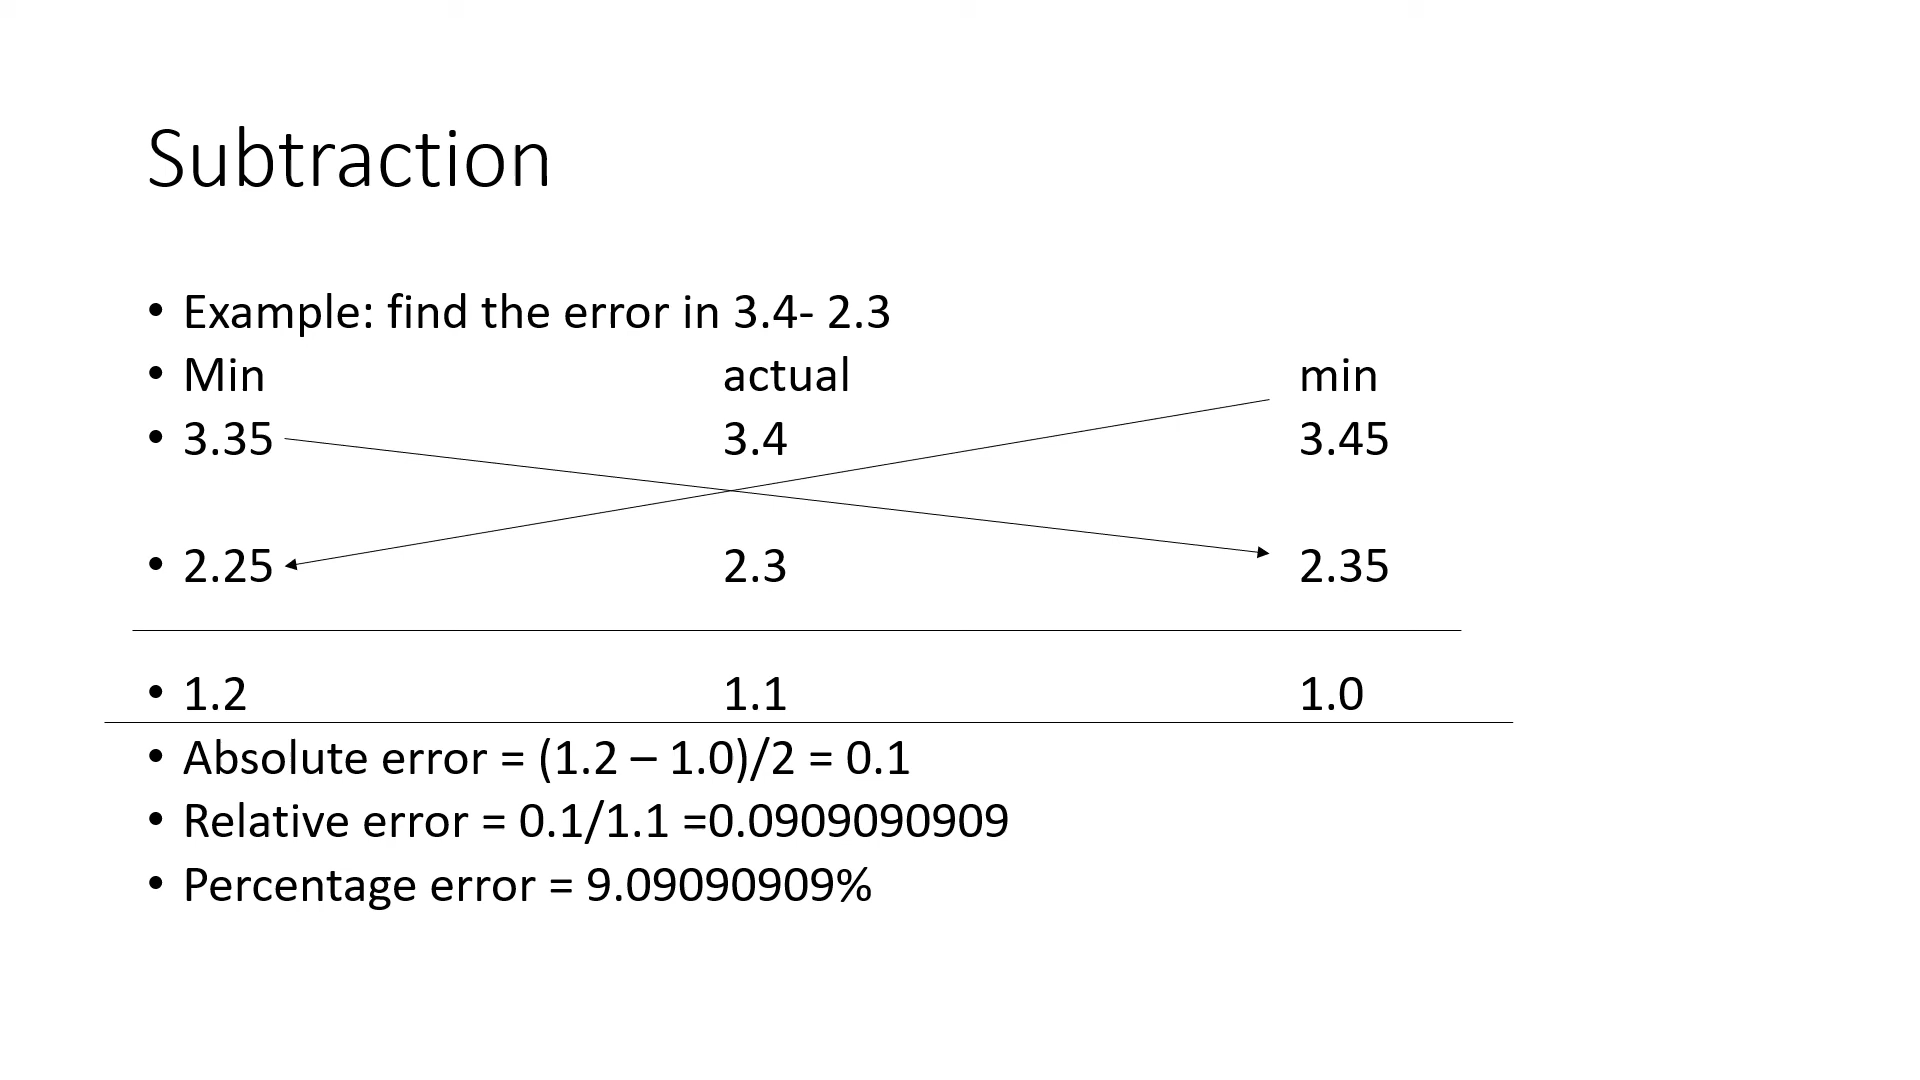 Subtraction
• Example: find the error in 3.4- 2.3
• Min actual min
• 3.35 3.4 3.45
• 2.25 2.3 2.35
• 1.2 1.1 1.0
• Absolute error = (1.2 – 1.0)/2 = 0.1
• Relative error = 0.1/1.1 =0.0909090909
• Percentage error = 9.09090909%